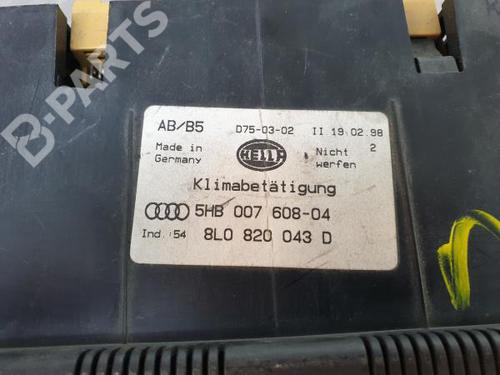 B-PARTS
AB/B5 D75-03-02 II 19.02.98
Made in Germany HELLA Nicht werfen 2
Klimabetätigung
5HB 007 608-04
Ind.:54 8L0 820 043 D